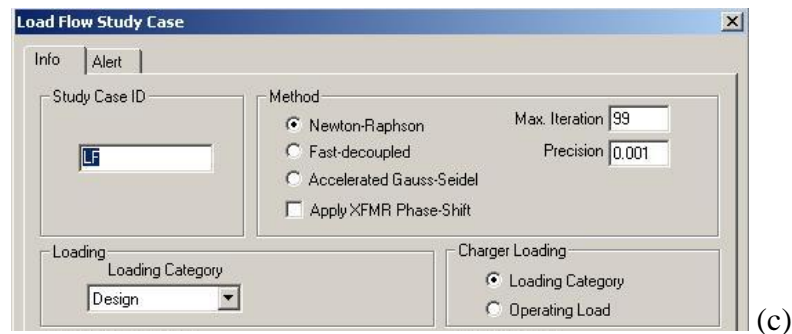 Load Flow Study Case
Info Alert
Study Case ID
LF
Method
Newton-Raphson
Fast-decoupled
Accelerated Gauss-Seidel
Apply XFMR Phase-Shift
Max. Iteration 99
Precision 0.001
Loading
Loading Category
Design
Charger Loading
Loading Category
Operating Load
(c)